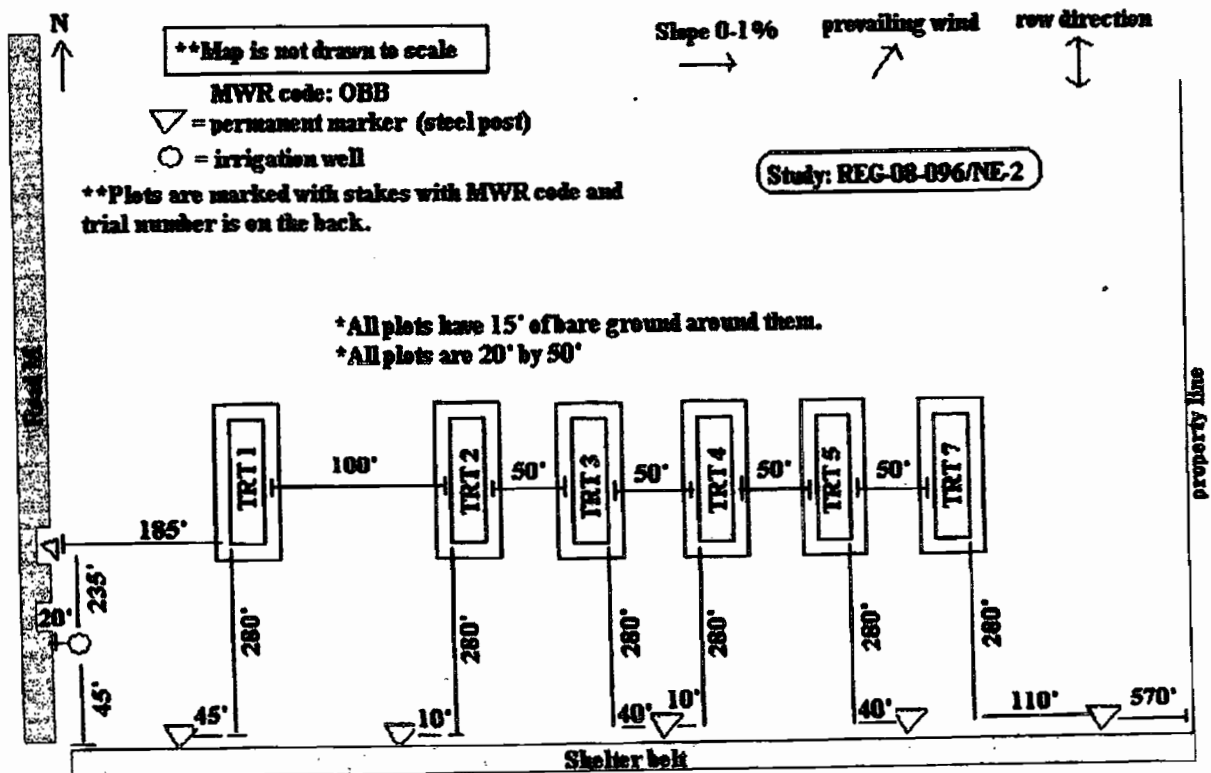 N
**Map is not drawn to scale
Slope 0-1%
prevailing wind
row direction
MWR code: OBB
= permanent marker (steel post)
= irrigation well
**Plots are marked with stakes with MWR code and
trial number is on the back.
Study: REG-08-096/NE-2
*All plots have 15' of bare ground around them.
*All plots are 20' by 50'
property line
TRT 1
100'
TRT 2
50'
TRT 3
50'
TRT 4
50'
TRT 5
50'
TRT 7
185'
235'
20'
45'
280'
280'
280'
280'
280'
280'
45'
10'
40'
10'
40'
110'
570'
Shelter belt